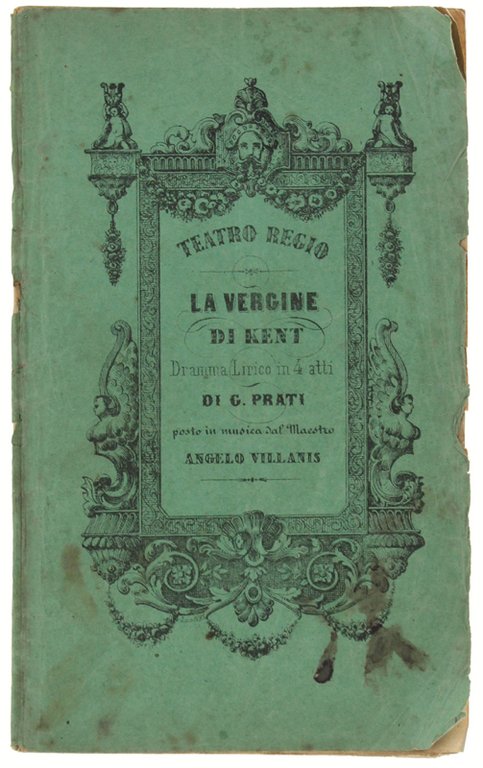 TEATRO REGIO
LA VERGINE
DI KENT
Dramma Lirico in 4 atti
DI G. PRATI
posto in musica dal Maestro
ANGELO VILLANIS